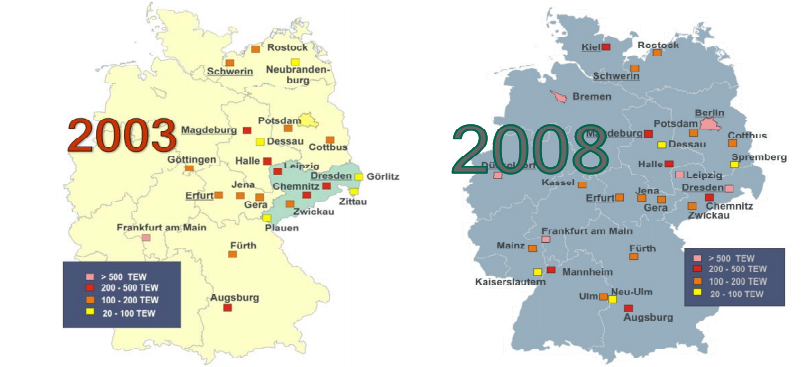 Rostock
Schwerin
Neubranden-
burg
2003
Potsdam
Magdeburg
Dessau
Cottbus
Göttingen
Halle
Leipzig
Dresden
Görlitz
Jena
Chemnitz
Erfurt
Gera
Zwickau
Zittau
Plauen
Frankfurt am Main
Fürth
> 500 TEW
200 - 500 TEW
100 - 200 TEW
20 - 100 TEW
Augsburg
Kiel
Rostock
Schwerin
Bremen
Berlin
2008
Potsdam
Magdeburg
Dessau
Cottbus
Spremberg
Düsseldorf
Halle
Leipzig
Kassel
Dresden
Erfurt
Jena
Gera
Chemnitz
Zwickau
Frankfurt am Main
Mainz
Fürth
Mannheim
Kaiserslautern
Ulm
Neu-Ulm
Augsburg
> 500 TEW
200 - 500 TEW
100 - 200 TEW
20 - 100 TEW